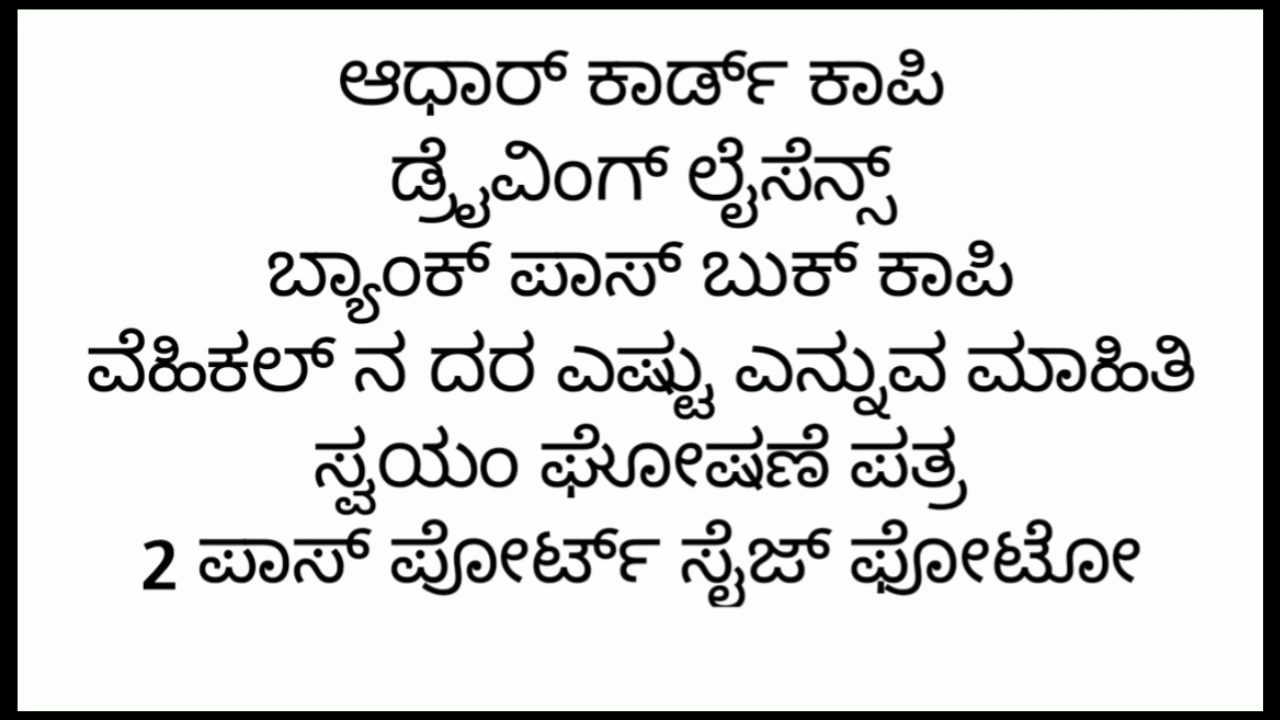 ಆಧಾರ್ ಕಾರ್ಡ್ ಕಾಪಿ
ಡ್ರೈವಿಂಗ್ ಲೈಸೆನ್ಸ್
ಬ್ಯಾಂಕ್ ಪಾಸ್ ಬುಕ್ ಕಾಪಿ
ವೆಹಿಕಲ್ ನ ದರ ಎಷ್ಟು ಎನ್ನುವ ಮಾಹಿತಿ
ಸ್ವಯಂ ಘೋಷಣೆ ಪತ್ರ
2 ಪಾಸ್ ಪೋರ್ಟ್ ಸೈಜ್ ಫೋಟೋ